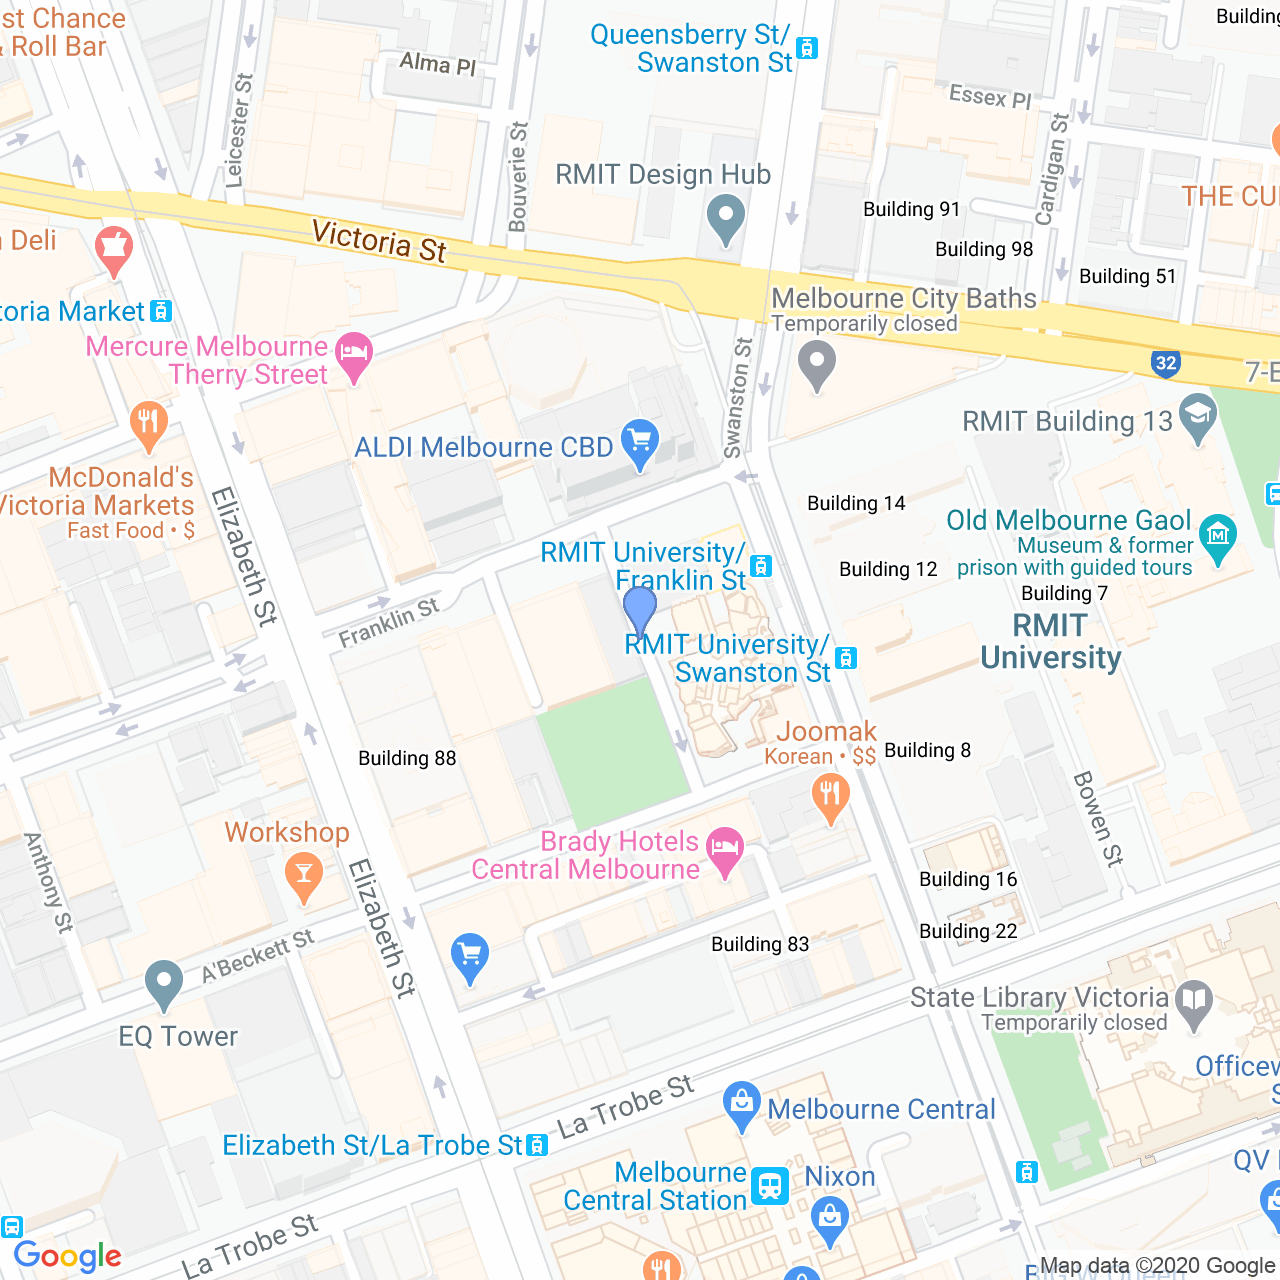 st Chance
& Roll Bar
Alma Pl
Leicester St
Bouverie St
Queensberry St/
Swanston St
Building
Essex Pl
Cardigan St
RMIT Design Hub
Building 91
THE CU
Building 98
Building 51
Deli
Victoria St
toria Market
Melbourne City Baths
Temporarily closed
Mercure Melbourne
Therry Street
Swanston St
32
7-E
RMIT Building 13
ALDI Melbourne CBD
McDonald's
Victoria Markets
Fast Food • $
Building 14
Old Melbourne Gaol
Museum & former
prison with guided tours
Elizabeth St
RMIT University/
Franklin St
Building 12
Building 7
Franklin St
RMIT
University
RMIT University/
Swanston St
Joomak
Korean • $$
Building 88
Building 8
Bowen St
Workshop
Anthony St
Brady Hotels
Central Melbourne
Elizabeth St
Building 16
A'Beckett St
Building 83
Building 22
EQ Tower
State Library Victoria
Temporarily closed
Officew
S
La Trobe St
Melbourne Central
Elizabeth St/La Trobe St
Melbourne
Central Station
Nixon
QV
La Trobe St
Google
Map data ©2020 Google